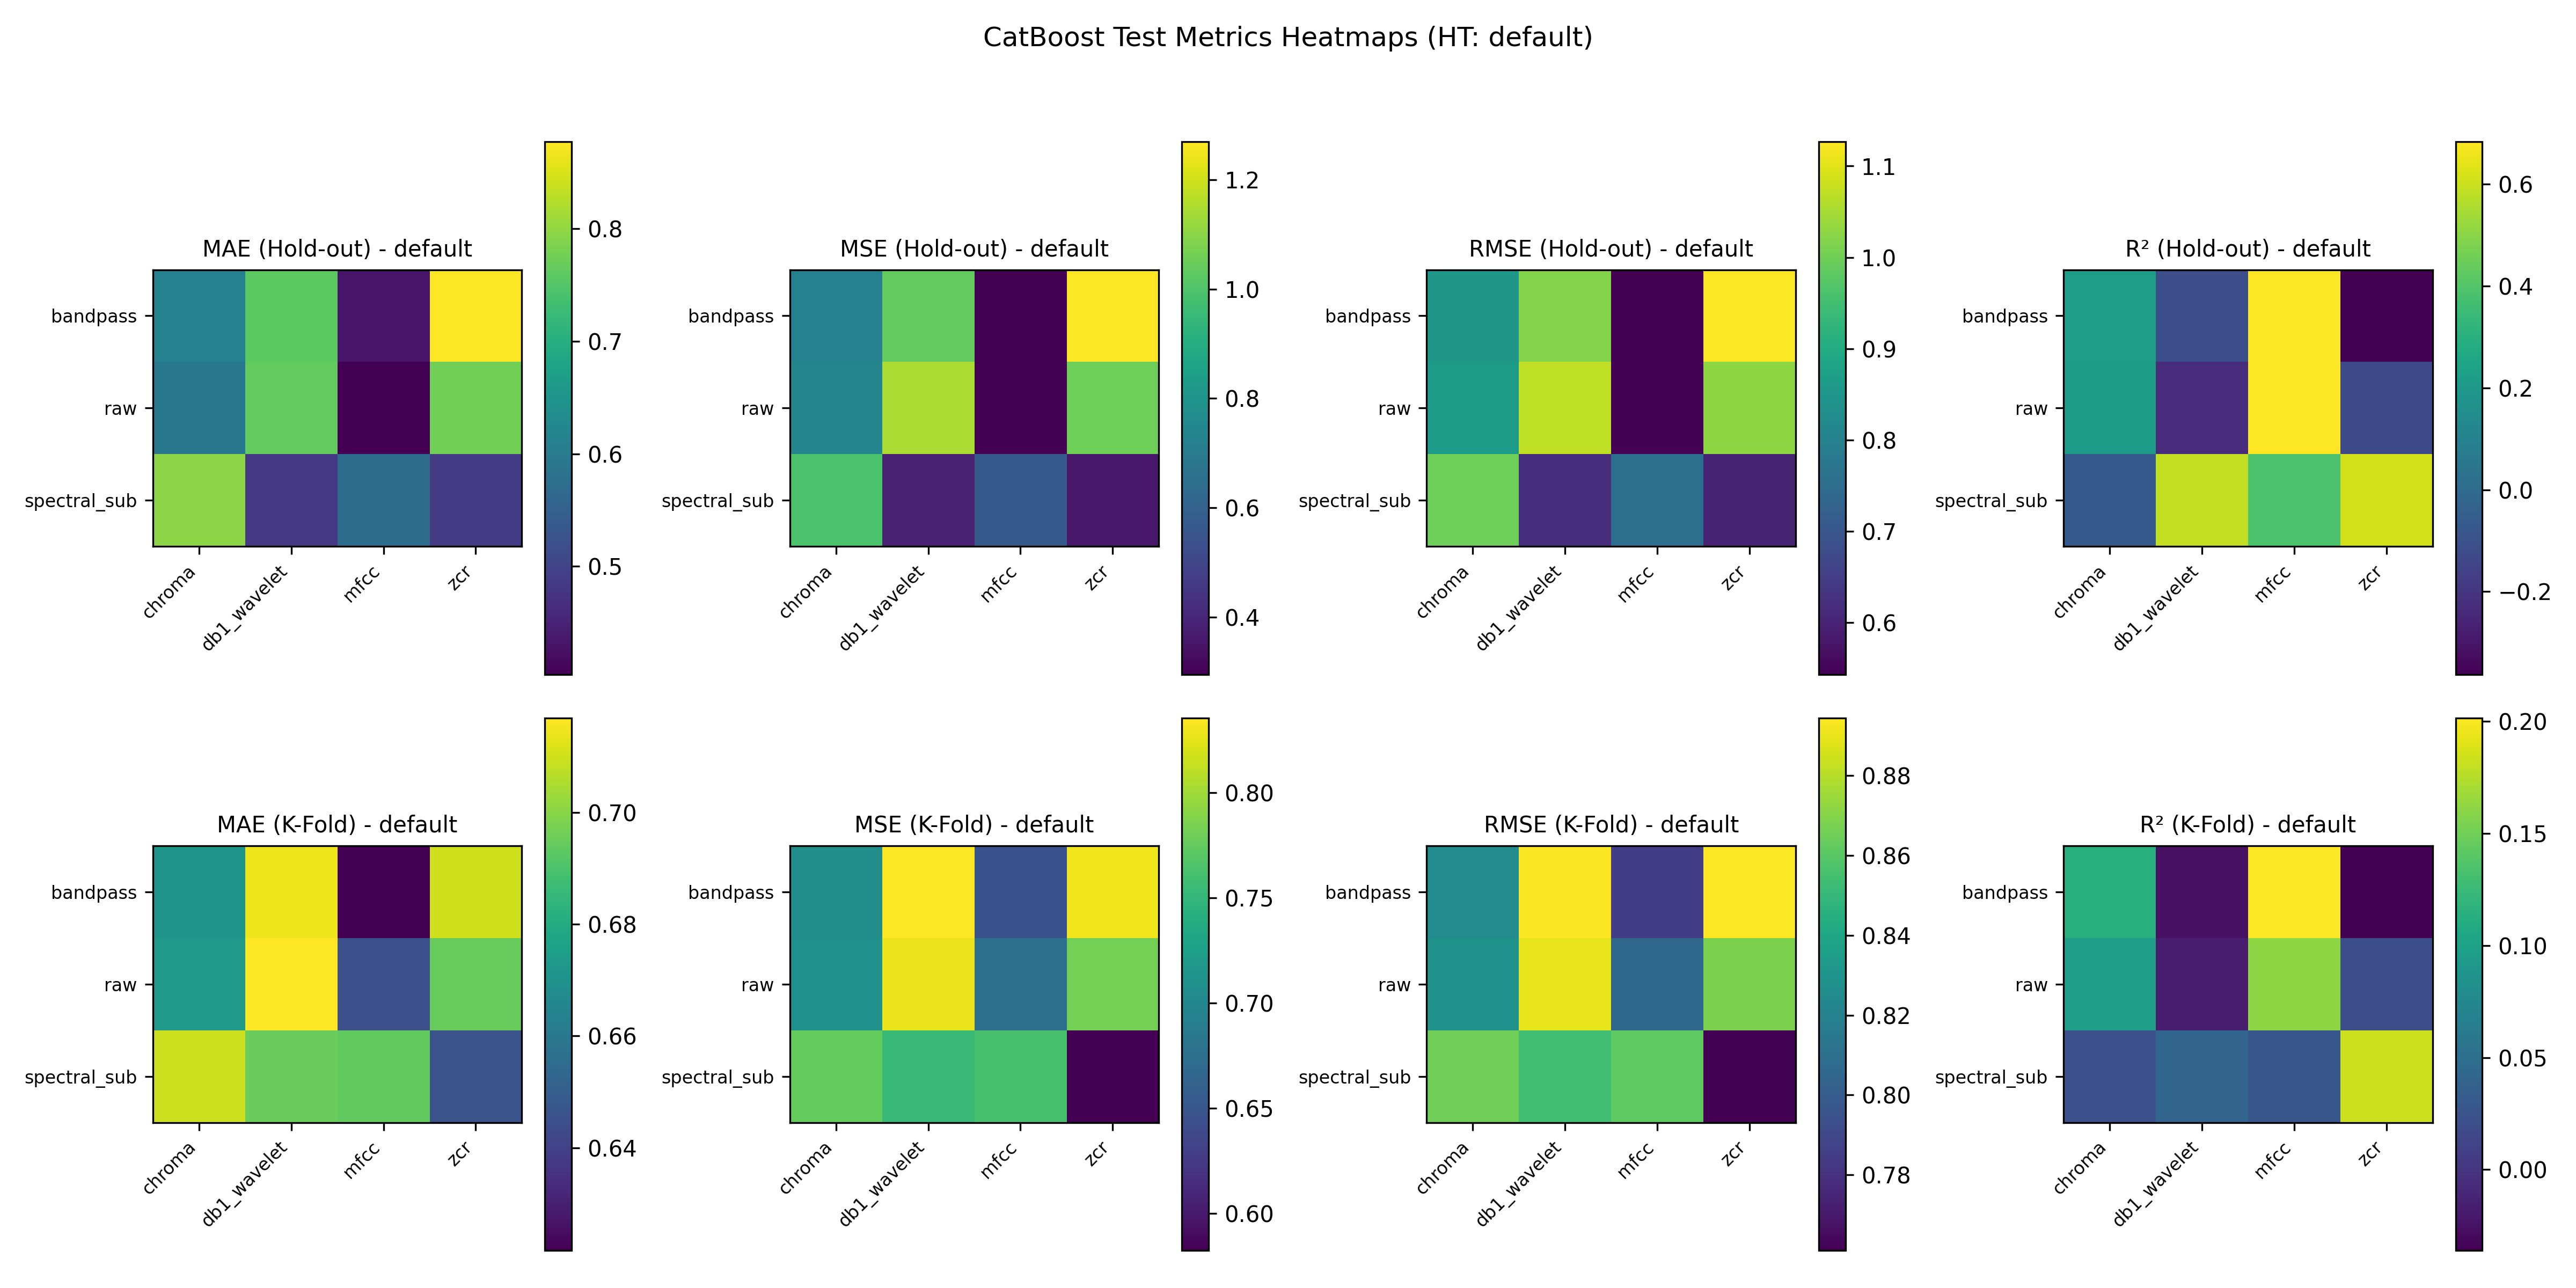 CatBoost Test Metrics Heatmaps (HT: default)
MAE (Hold-out) - default
bandpass
raw
spectral_sub
chroma
db1_wavelet
mfcc
zcr
0.8
0.7
0.6
0.5
MSE (Hold-out) - default
bandpass
raw
spectral_sub
chroma
db1_wavelet
mfcc
zcr
1.2
1.0
0.8
0.6
0.4
RMSE (Hold-out) - default
bandpass
raw
spectral_sub
chroma
db1_wavelet
mfcc
zcr
1.1
1.0
0.9
0.8
0.7
0.6
R² (Hold-out) - default
bandpass
raw
spectral_sub
chroma
db1_wavelet
mfcc
zcr
0.6
0.4
0.2
0.0
−0.2
MAE (K-Fold) - default
bandpass
raw
spectral_sub
chroma
db1_wavelet
mfcc
zcr
0.70
0.68
0.66
0.64
MSE (K-Fold) - default
bandpass
raw
spectral_sub
chroma
db1_wavelet
mfcc
zcr
0.80
0.75
0.70
0.65
0.60
RMSE (K-Fold) - default
bandpass
raw
spectral_sub
chroma
db1_wavelet
mfcc
zcr
0.88
0.86
0.84
0.82
0.80
0.78
R² (K-Fold) - default
bandpass
raw
spectral_sub
chroma
db1_wavelet
mfcc
zcr
0.20
0.15
0.10
0.05
0.00